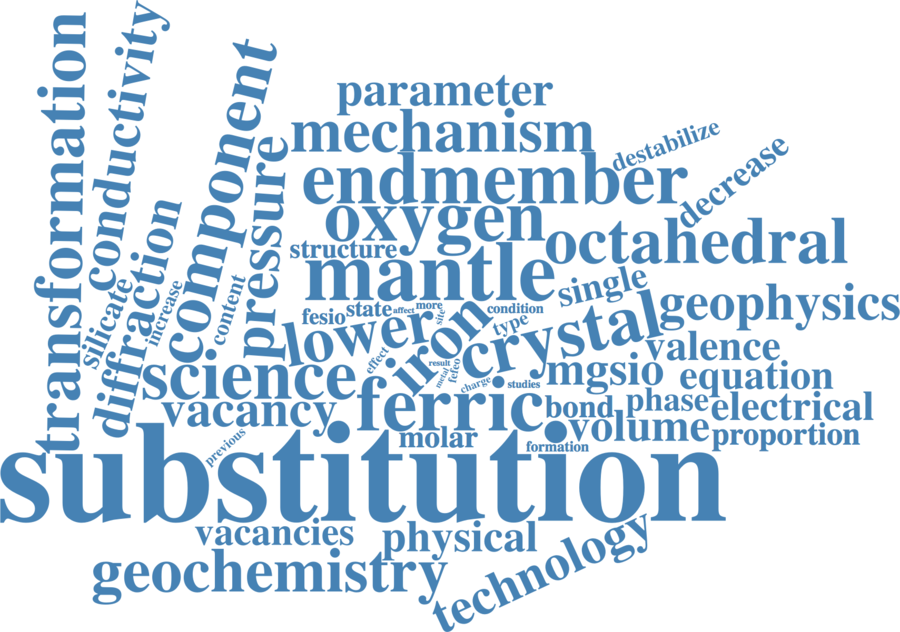 transformation
conductivity
component
parameter
mechanism
destabilize
decrease
endmember
pressure
oxygen
octahedral
structure
mantle
silicate
diffraction
increase
content
single
geophysics
fesio
state
affect
more
site
condition
type
lower
iron
crystal
valence
effect
result
metal
fefeo
charge
studies
mgsio
equation
science
vacancy
ferric
bond
phase
electrical
volume
proportion
molar
formation
previous
substitution
vacancies
physical
technology
geochemistry